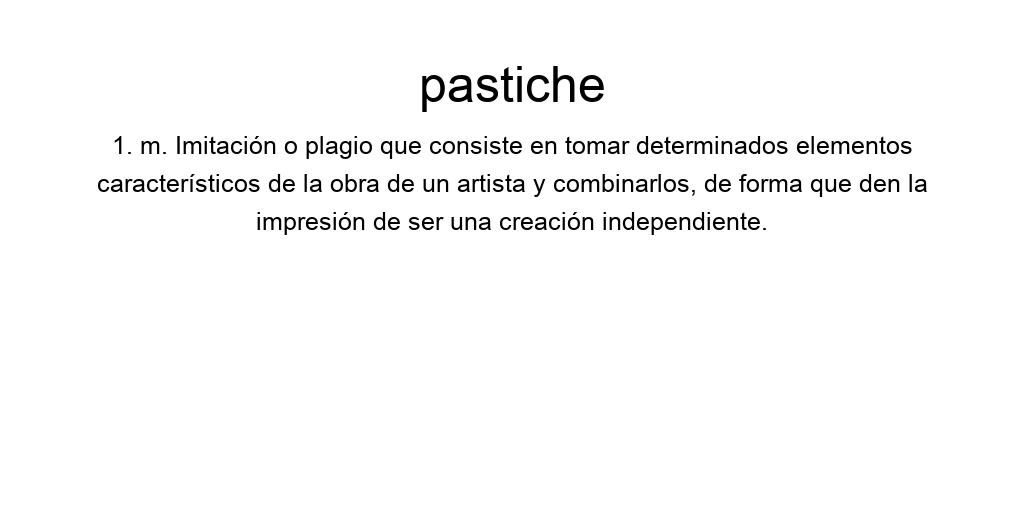 pastiche
1. m. Imitación o plagio que consiste en tomar determinados elementos
característicos de la obra de un artista y combinarlos, de forma que den la
impresión de ser una creación independiente.